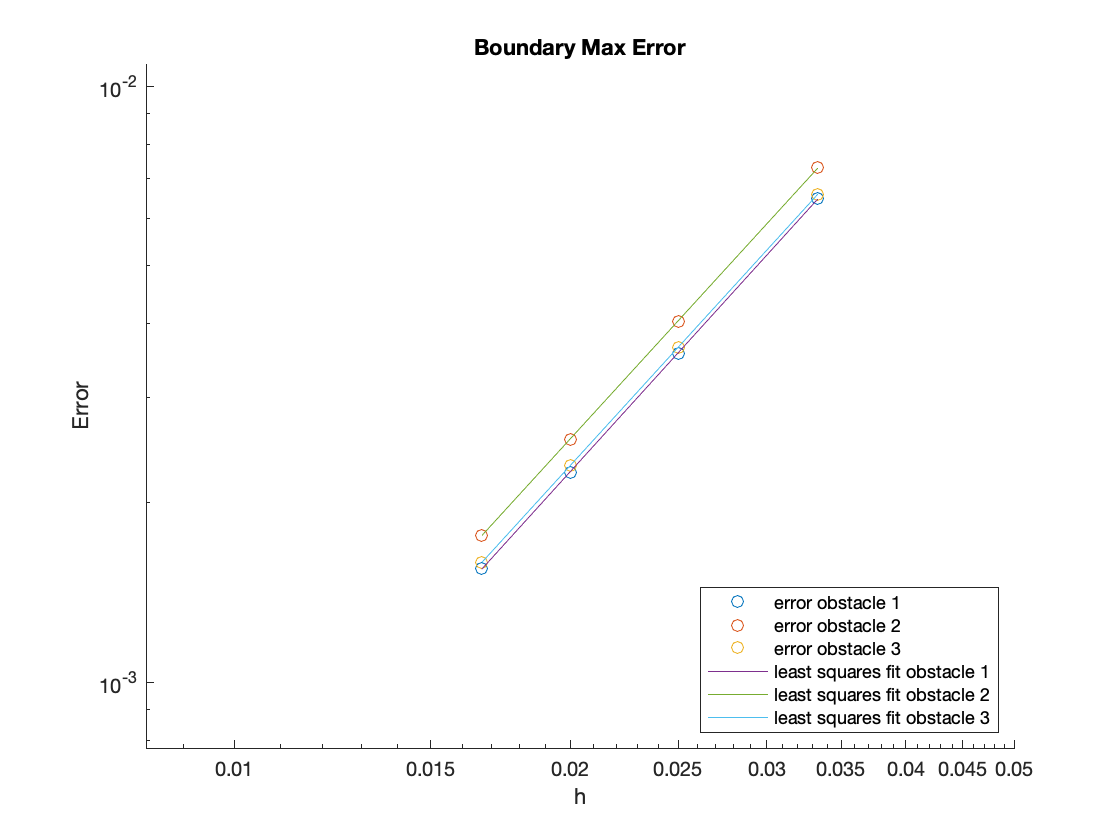 Boundary Max Error
10^-2
10^-3
Error
0.01 0.015 0.02 0.025 0.03 0.035 0.04 0.045 0.05
h
error obstacle 1
error obstacle 2
error obstacle 3
least squares fit obstacle 1
least squares fit obstacle 2
least squares fit obstacle 3